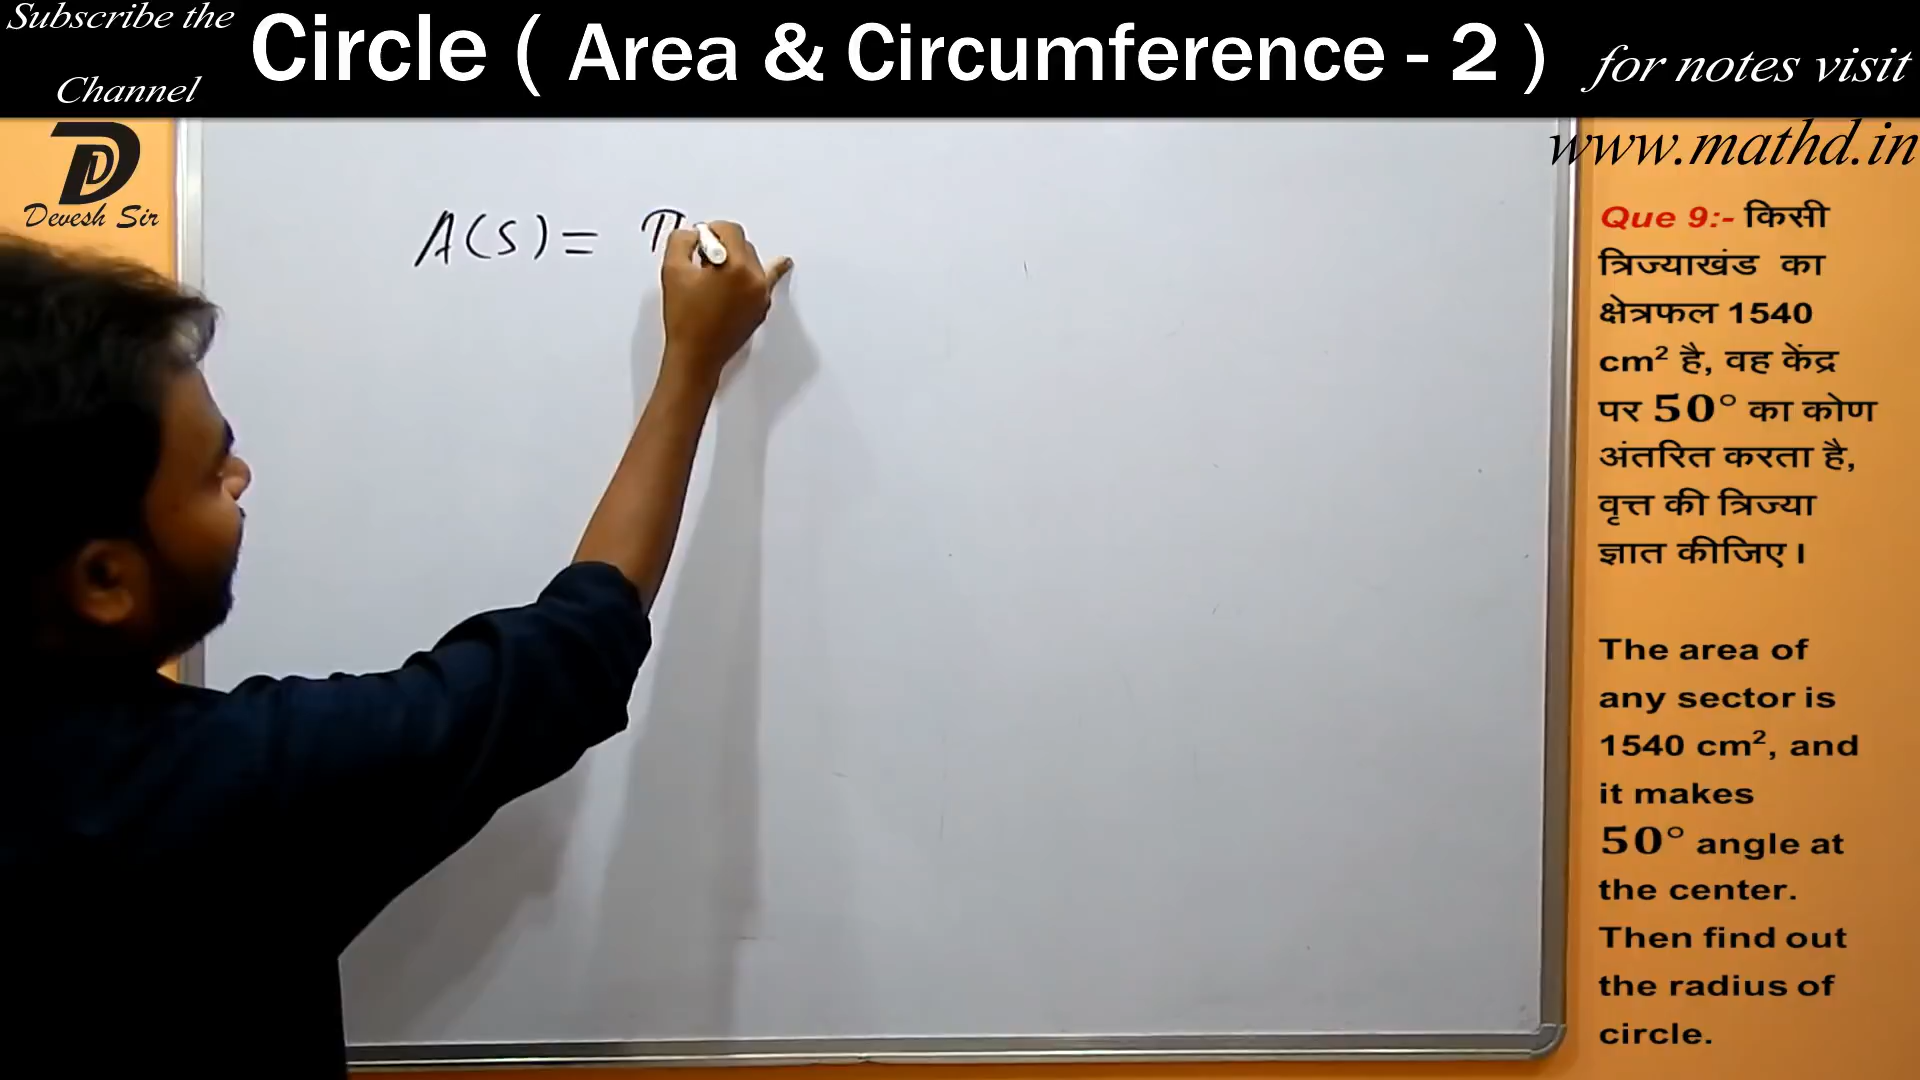 Subscribe the
Channel
Circle ( Area & Circumference - 2 )
for notes visit
www.mathd.in
D
Devesh Sir
A(S) = π
Que 9:- किसी
त्रिज्याखंड का
क्षेत्रफल 1540
cm² है, वह केंद्र
पर 50° का कोण
अंतरित करता है,
वृत्त की त्रिज्या
ज्ञात कीजिए।
The area of
any sector is
1540 cm², and
it makes
50° angle at
the center.
Then find out
the radius of
circle.